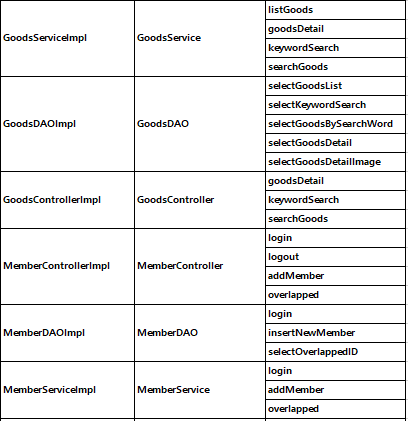 listGoods
goodsDetail
GoodsServiceImpl GoodsService
keywordSearch
searchGoods
selectGoodsList
selectKeywordSearch
GoodsDAOImpl GoodsDAO selectGoodsBySearchWord
selectGoodsDetail
selectGoodsDetailImage
goodsDetail
GoodsControllerImpl GoodsController keywordSearch
searchGoods
login
logout
MemberControllerImpl MemberController
addMember
overlapped
login
MemberDAOImpl MemberDAO insertNewMember
selectOverlappedID
login
MemberServiceImpl MemberService addMember
overlapped